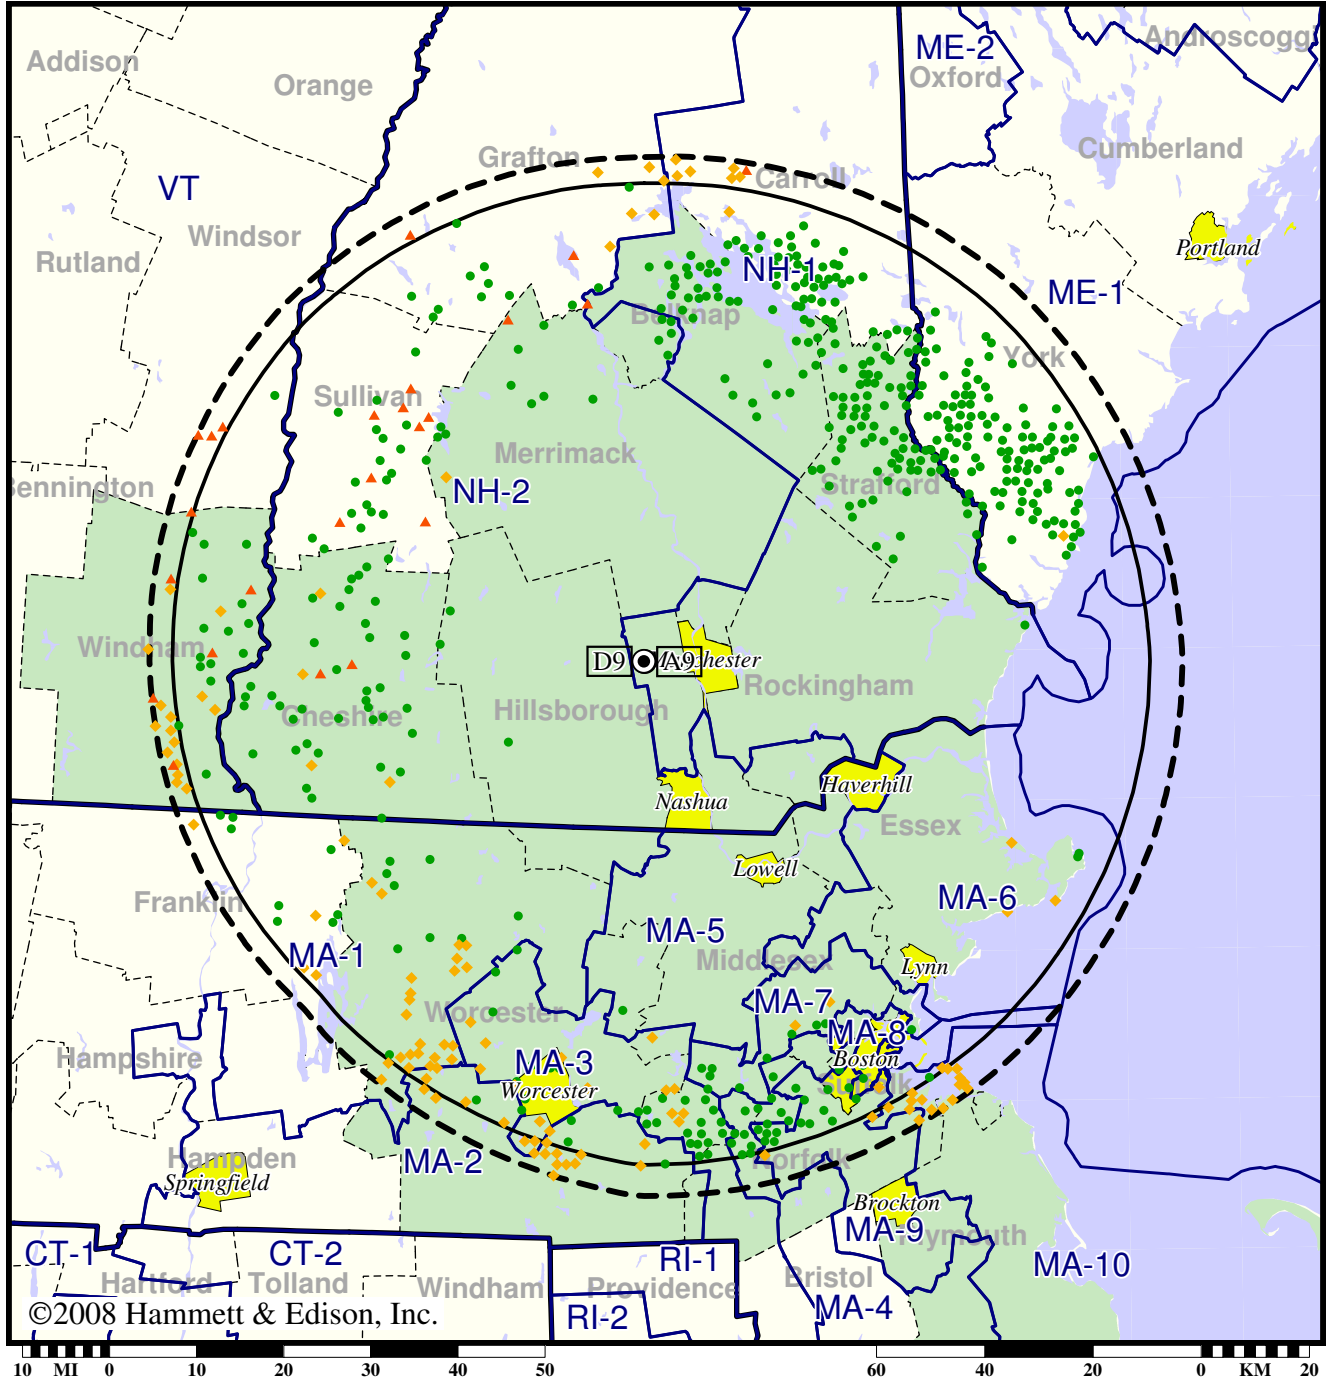 Addison
Orange
ME-2
Oxford
Androscoggi
Grafton
Carroll
Cumberland
VT
Windsor
Rutland
Portland
NH-1
ME-1
Belknap
York
Sullivan
Merrimack
Bennington
NH-2
Strafford
Windham
D9
A9
Manchester
Rockingham
Cheshire
Hillsborough
Haverhill
Nashua
Essex
Lowell
Franklin
MA-6
MA-5
MA-1
Middlesex
Lynn
MA-7
Worcester
MA-8
Hampshire
MA-3
Boston
Suffolk
Worcester
Hampden
MA-2
Norfolk
Springfield
Brockton
MA-9
Plymouth
CT-1
CT-2
RI-1
MA-10
Hartford
Tolland
Windham
Providence
Bristol
MA-4
RI-2
©2008 Hammett & Edison, Inc.
10 MI 0 10 20 30 40 50
60 40 20 0 KM 20